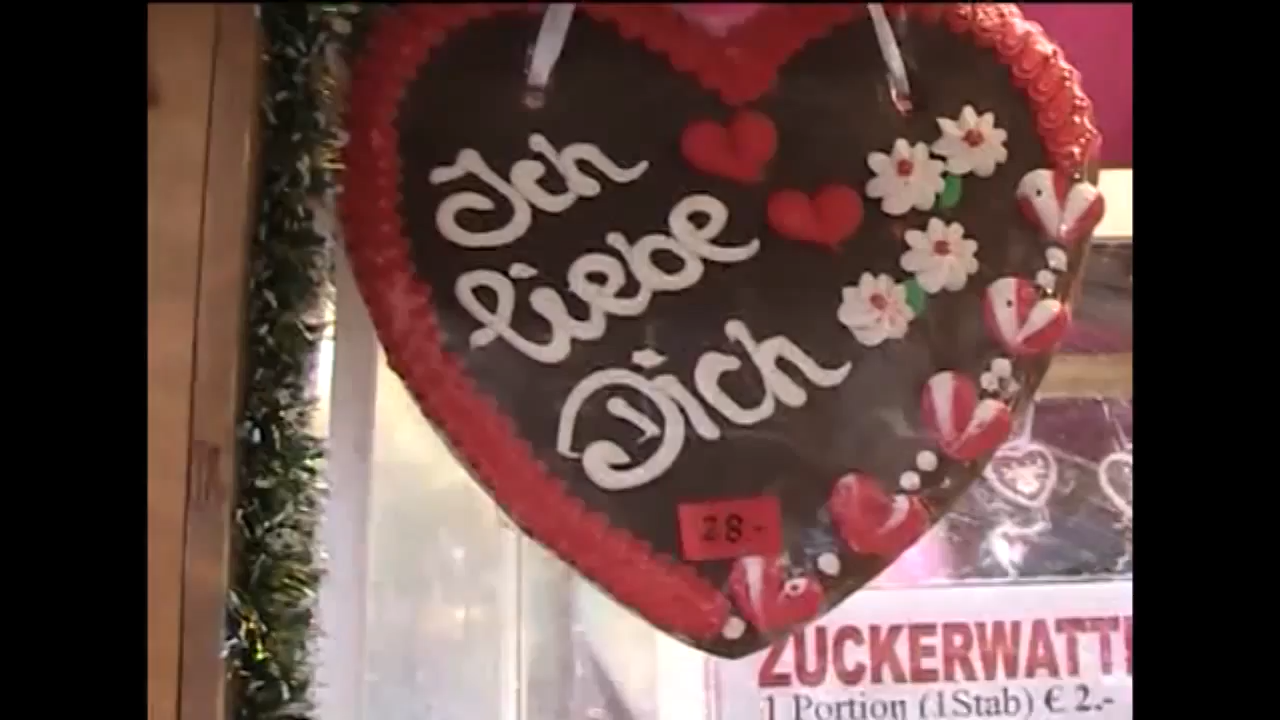 Ich
liebe
Dich
28.-
ZUCKERWATTE
1 Portion (1Stab) € 2.-